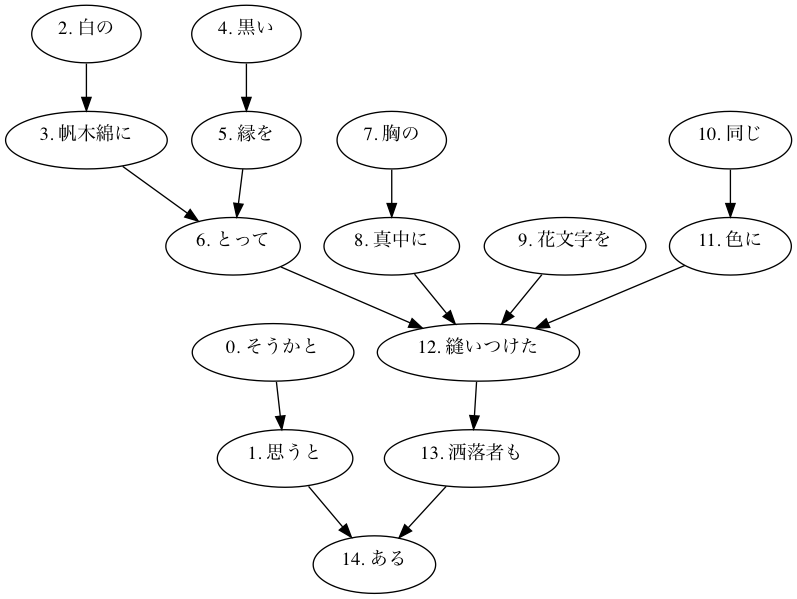 2. 白の
4. 黒い
3. 帆木綿に
5. 縁を
7. 胸の
10. 同じ
6. とって
8. 真中に
9. 花文字を
11. 色に
0. そうかと
12. 縫いつけた
1. 思うと
13. 洒落者も
14. ある